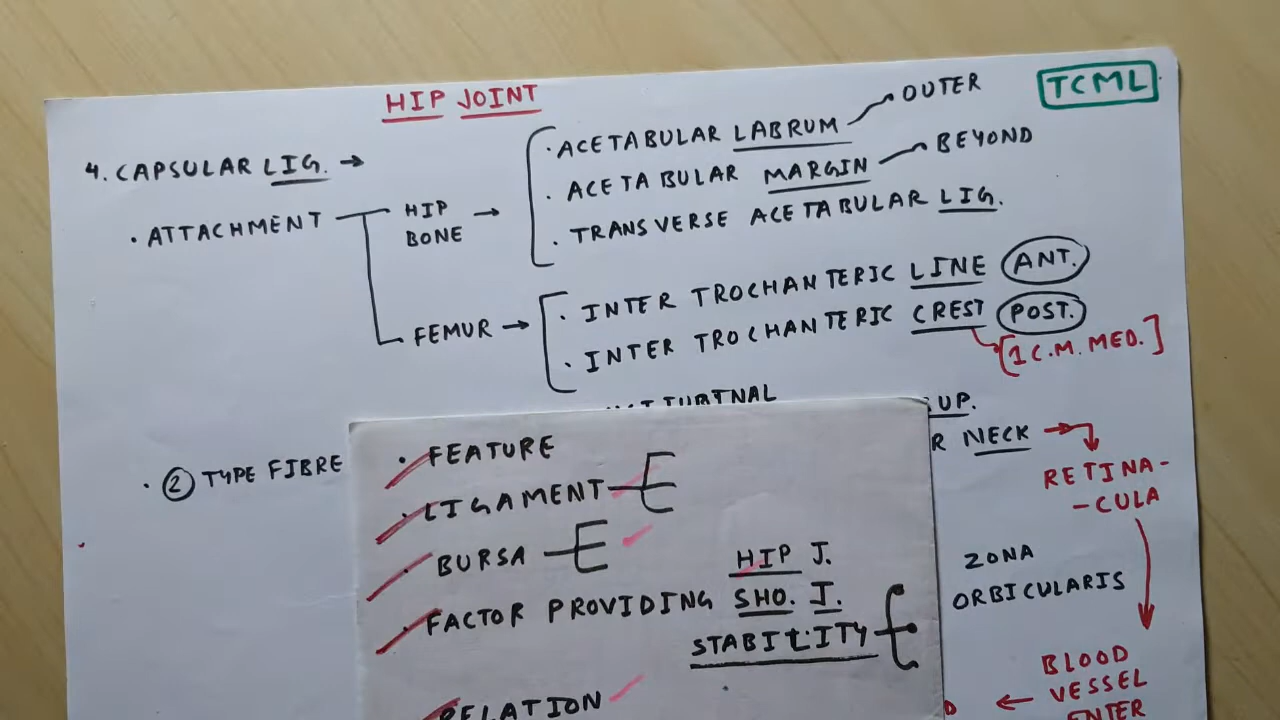 HIP JOINT
TCML
4. CAPSULAR LIG. →
• ATTACHMENT
HIP BONE →
• ACETABULAR LABRUM
OUTER
• ACETABULAR MARGIN
BEYOND
• TRANSVERSE ACETABULAR LIG.
FEMUR →
• INTER TROCHANTERIC LINE ANT.
• INTER TROCHANTERIC CREST POST.
[1 C.M. MED.]
UP.
• ② TYPE FIBRE
R NECK →
RETINA-
-CULA
ZONA
ORBICULARIS
BLOOD
VESSEL
ENTER
←
• FEATURE
• LIGAMENT
• BURSA
HIP J.
• FACTOR PROVIDING SHO. J.
STABILITY
RELATION